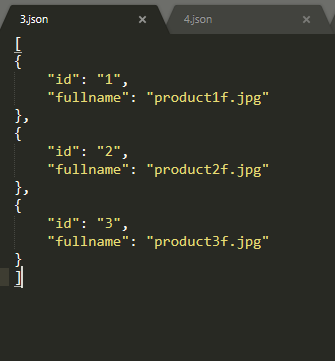 3.json × 4.json ×
[
{
    "id": "1",
    "fullname": "product1f.jpg"
},
{
    "id": "2",
    "fullname": "product2f.jpg"
},
{
    "id": "3",
    "fullname": "product3f.jpg"
}
]